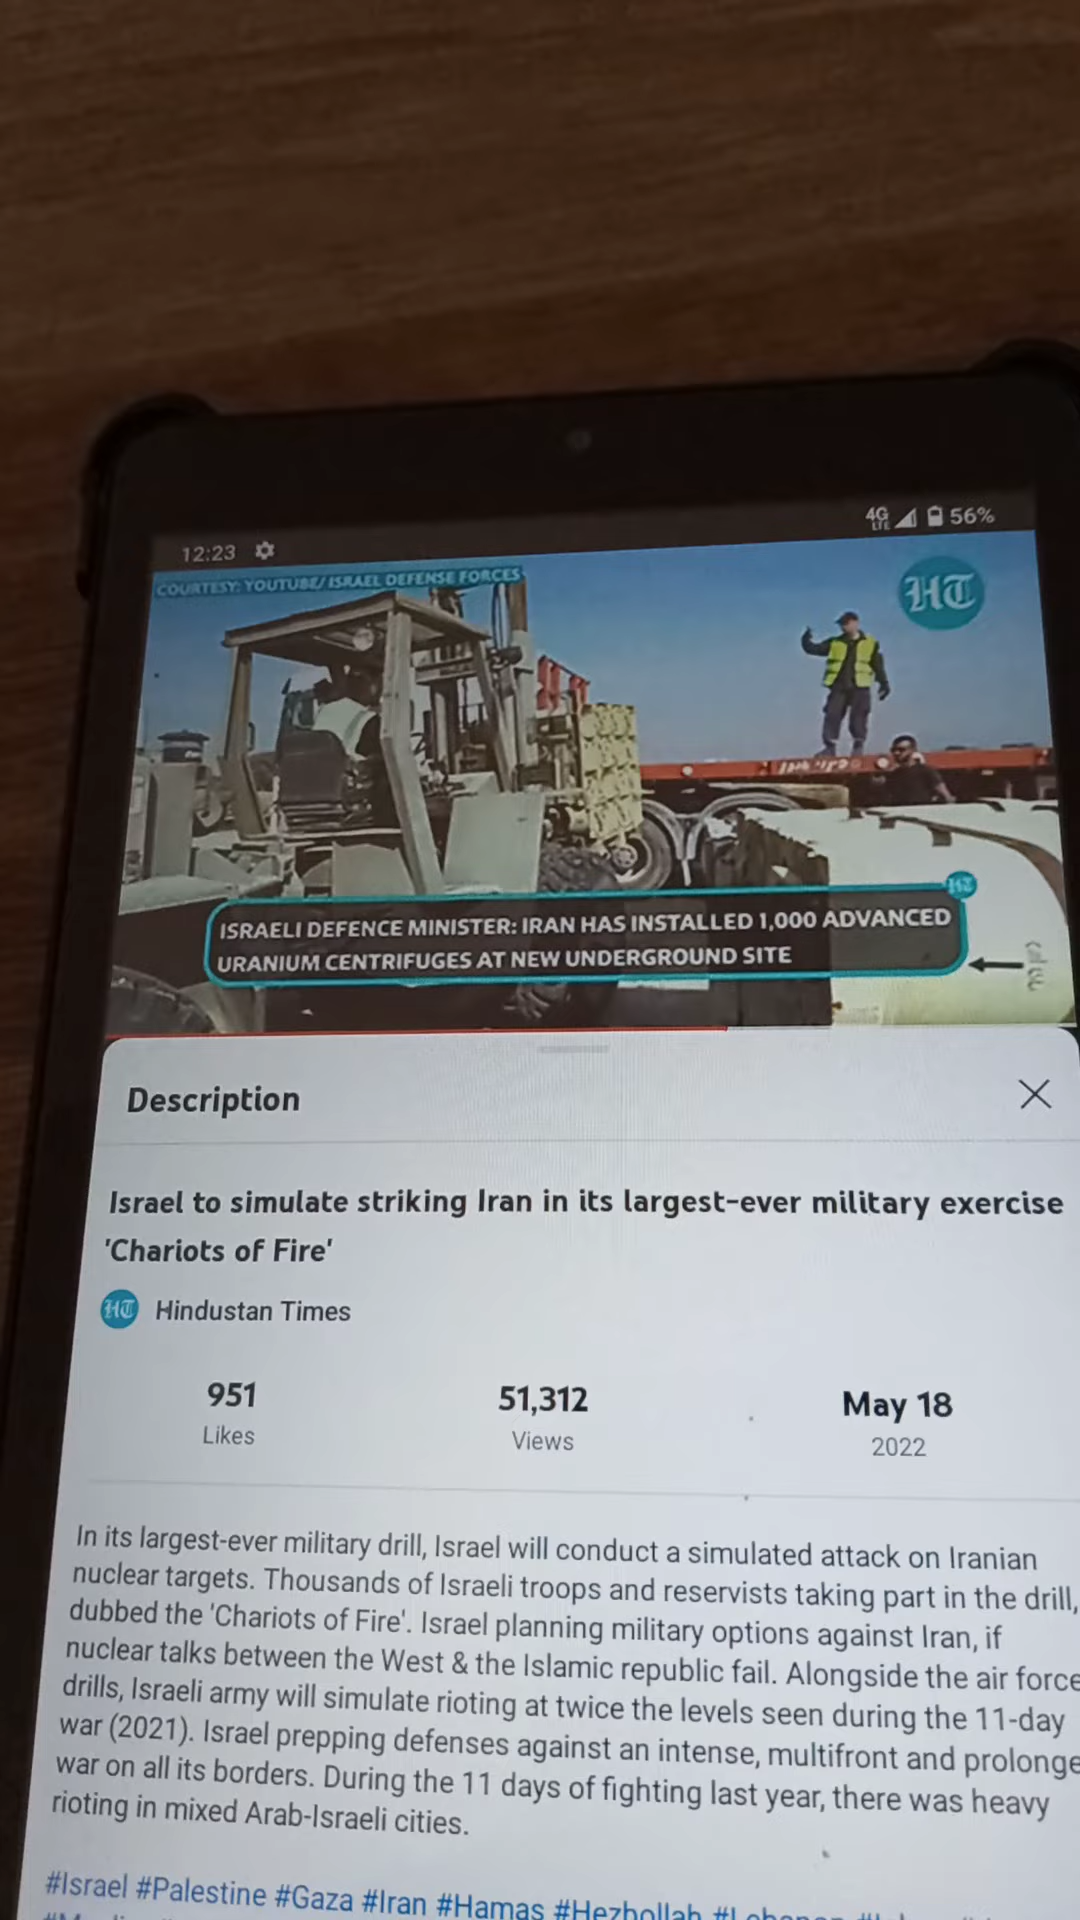 4G
LTE
56%
12:23
COURTESY: YOUTUBE/ ISRAEL DEFENSE FORCES
HT
HT
ISRAELI DEFENCE MINISTER: IRAN HAS INSTALLED 1,000 ADVANCED
URANIUM CENTRIFUGES AT NEW UNDERGROUND SITE
Description
Israel to simulate striking Iran in its largest-ever military exercise
'Chariots of Fire'
HT Hindustan Times
951
51,312
May 18
Likes
Views
2022
In its largest-ever military drill, Israel will conduct a simulated attack on Iranian
nuclear targets. Thousands of Israeli troops and reservists taking part in the drill,
dubbed the 'Chariots of Fire'. Israel planning military options against Iran, if
nuclear talks between the West & the Islamic republic fail. Alongside the air force
drills, Israeli army will simulate rioting at twice the levels seen during the 11-day
war (2021). Israel prepping defenses against an intense, multifront and prolonge
war on all its borders. During the 11 days of fighting last year, there was heavy
rioting in mixed Arab-Israeli cities.
#Israel #Palestine #Gaza #Iran #Hamas #Hezbollah